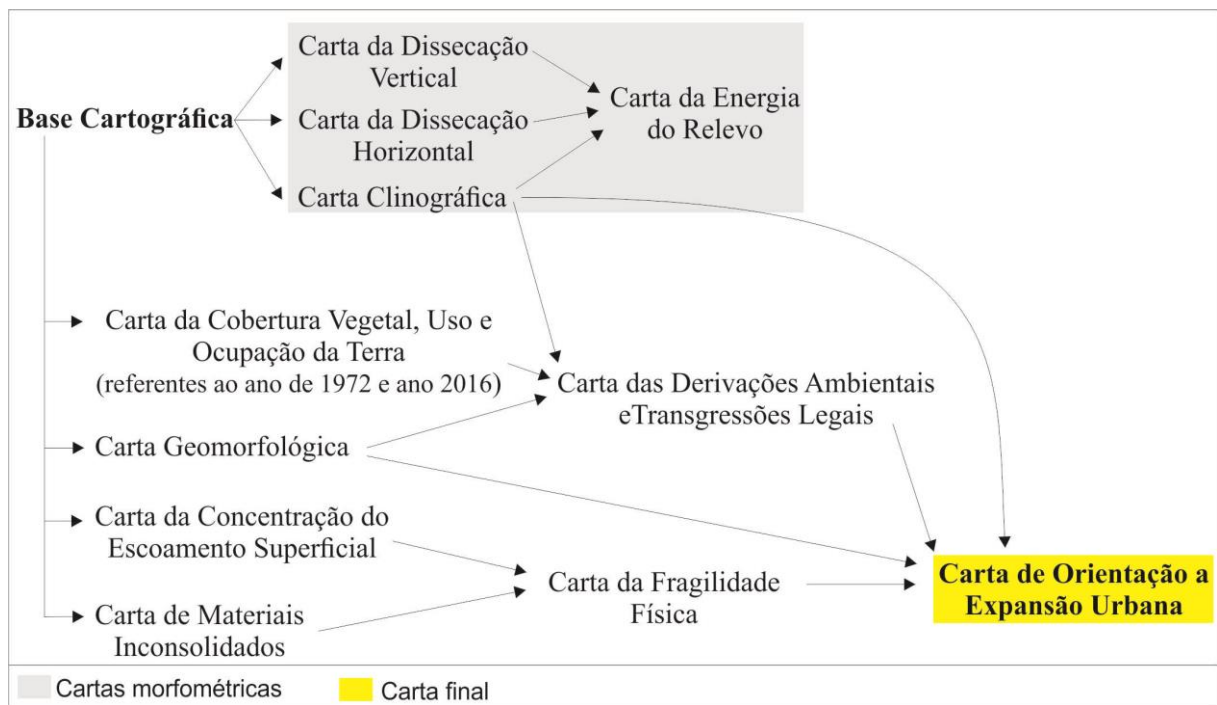 Carta da Dissecação
Vertical
Carta da Energia
do Relevo
Base Cartográfica
Carta da Dissecação
Horizontal
Carta Clinográfica
Carta da Cobertura Vegetal, Uso e
Ocupação da Terra
(referentes ao ano de 1972 e ano 2016)
Carta das Derivações Ambientais
eTransgressões Legais
Carta Geomorfológica
Carta da Concentração do
Escoamento Superficial
Carta da Fragilidade
Física
Carta de Orientação a
Expansão Urbana
Carta de Materiais
Inconsolidados
Cartas morfométricas
Carta final